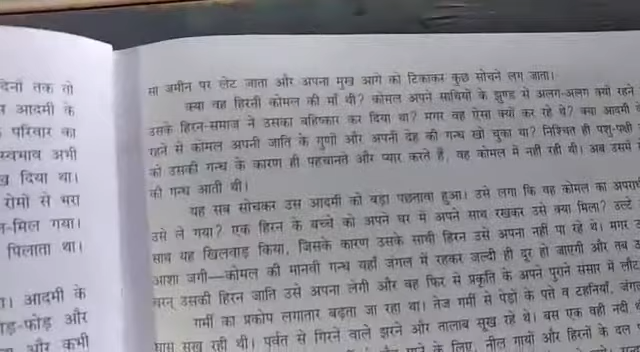 देनों तक तो
आदमी के
परिवार का
स्वभाव अभी
दिया था।
रोमों से भरा
मिल गया।
पिलाता था।
आदमी के
फोड़ और
और कभी
सा जमीन पर लेट जाता और अपना मुख आगे को टिकाकर कुछ सोचने लग जाता।
क्या वह हिरनी कोमल की माँ थी? कोमल अपने साथियों के झुण्ड से अलग-अलग क्यों रहने
उसके हिरन-समाज ने उसका बहिष्कार कर दिया था? मगर वह ऐसा क्यों कर रहे थे? क्या आदमी
रहने से कोमल अपनी जाति के गुणों और अपनी देह की गन्ध खो चुका था? निश्चित ही पशु-पक्षी
को उसकी गन्ध के कारण ही पहचानते और प्यार करते हैं, वह कोमल में नहीं रही थी। अब उसमें
की गन्ध आती थी।
यह सब सोचकर उस आदमी को बड़ा पछतावा हुआ। उसे लगा कि वह कोमल का अपरा
उसे ले गया? एक हिरन के बच्चे को अपने घर में अपने साथ रखकर उसे क्या मिला? उल्टे
साथ यह खिलवाड़ किया, जिसके कारण उसके साथी हिरन उसे अपना नहीं पा रहे थे। मगर
आशा जगी—कोमल की मानवी गन्ध यहाँ जंगल में रहकर जल्दी ही दूर हो जाएगी और तब
वरन् उसकी हिरन जाति उसे अपना लेगी और वह फिर से प्रकृति के अपने पुराने संसार में लौट
गर्मी का प्रकोप लगातार बढ़ता जा रहा था। तेज गर्मी से पेड़ों के पत्ते व टहनियाँ, जंगल
घास सूख रही थी। पर्वत से गिरने वाले झरने और तालाब सूख रहे थे। बस एक वही नदी
के लिए, नील गायों और हिरनों के दल